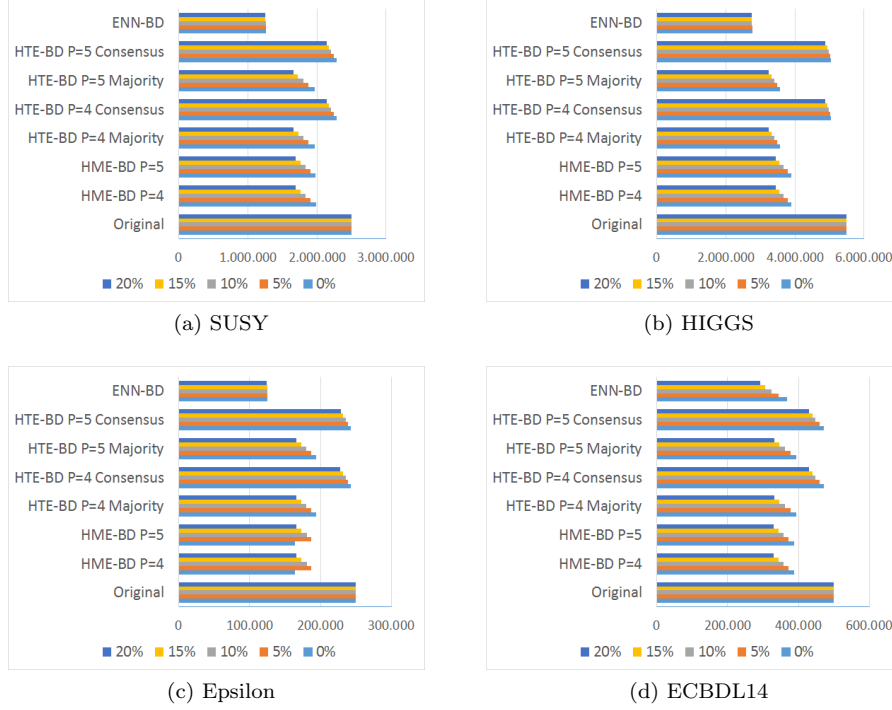 ENN-BD
HTE-BD P=5 Consensus
HTE-BD P=5 Majority
HTE-BD P=4 Consensus
HTE-BD P=4 Majority
HME-BD P=5
HME-BD P=4
Original
0 1.000.000 2.000.000 3.000.000
20% 15% 10% 5% 0%
(a) SUSY
ENN-BD
HTE-BD P=5 Consensus
HTE-BD P=5 Majority
HTE-BD P=4 Consensus
HTE-BD P=4 Majority
HME-BD P=5
HME-BD P=4
Original
0 2.000.000 4.000.000 6.000.000
20% 15% 10% 5% 0%
(b) HIGGS
ENN-BD
HTE-BD P=5 Consensus
HTE-BD P=5 Majority
HTE-BD P=4 Consensus
HTE-BD P=4 Majority
HME-BD P=5
HME-BD P=4
Original
0 100.000 200.000 300.000
20% 15% 10% 5% 0%
(c) Epsilon
ENN-BD
HTE-BD P=5 Consensus
HTE-BD P=5 Majority
HTE-BD P=4 Consensus
HTE-BD P=4 Majority
HME-BD P=5
HME-BD P=4
Original
0 200.000 400.000 600.000
20% 15% 10% 5% 0%
(d) ECBDL14